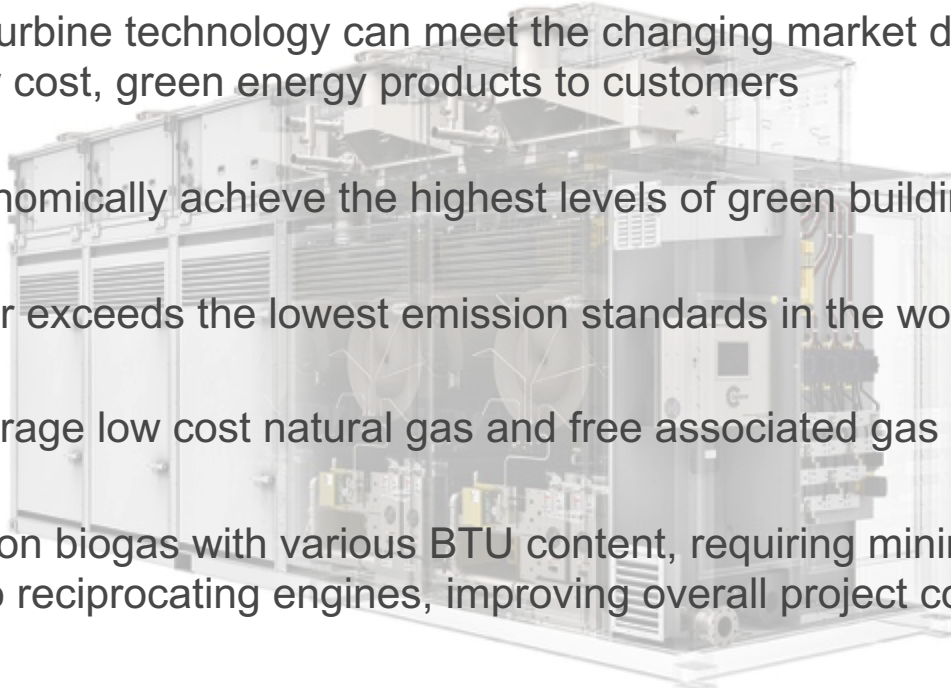 urbine technology can meet the changing market d
cost, green energy products to customers
nomically achieve the highest levels of green buildin
r exceeds the lowest emission standards in the wo
rage low cost natural gas and free associated gas
on biogas with various BTU content, requiring mini
reciprocating engines, improving overall project co